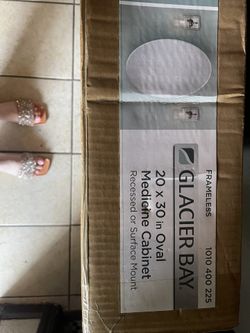 FRAMELESS
1010 400 225
GLACIER BAY.
20 x 30 in Oval
Medicine Cabinet
Recessed or Surface Mount